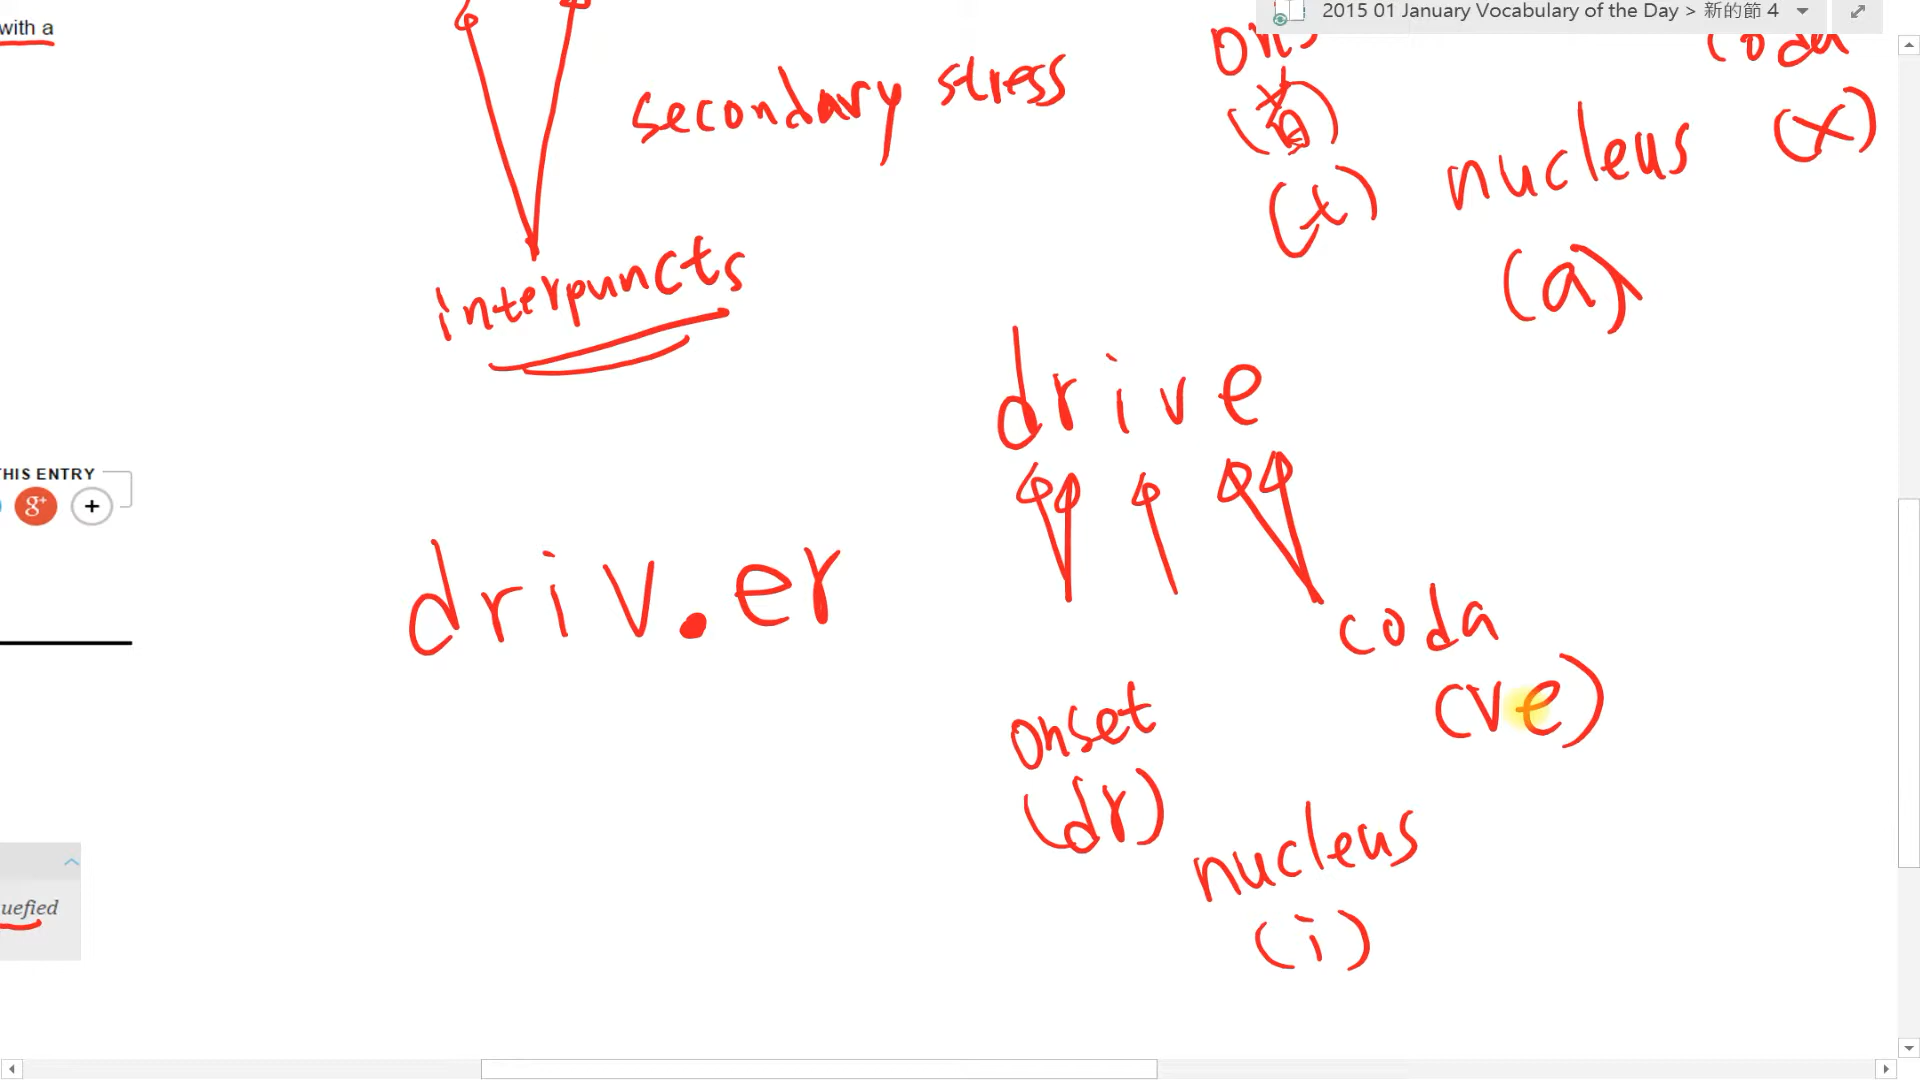 2015 01 January Vocabulary of the Day > 新的節 4
with a
secondary stress
coda
(x)
nucleus
(a)
interpuncts
drive
THIS ENTRY
g+
+
driv.er
coda
(ve)
onset
(dr)
nucleus
(i)
uefied